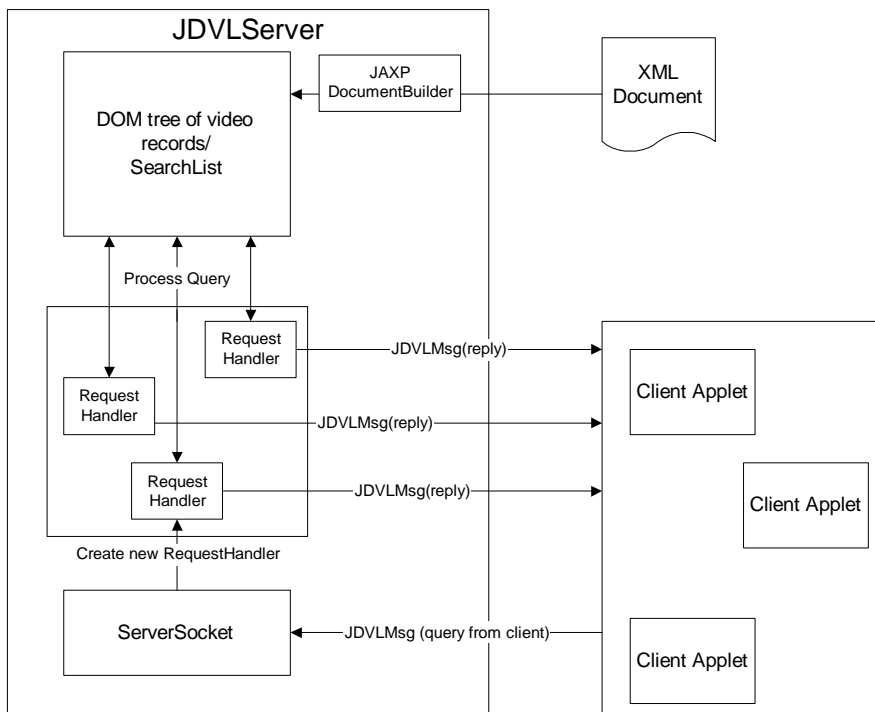 JDVLServer
JAXP
DocumentBuilder
XML
Document
DOM tree of video
records/
SearchList
Process Query
Request
Handler
JDVLMsg(reply)
Client Applet
Request
Handler
JDVLMsg(reply)
Request
Handler
JDVLMsg(reply)
Client Applet
Create new RequestHandler
ServerSocket
JDVLMsg (query from client)
Client Applet